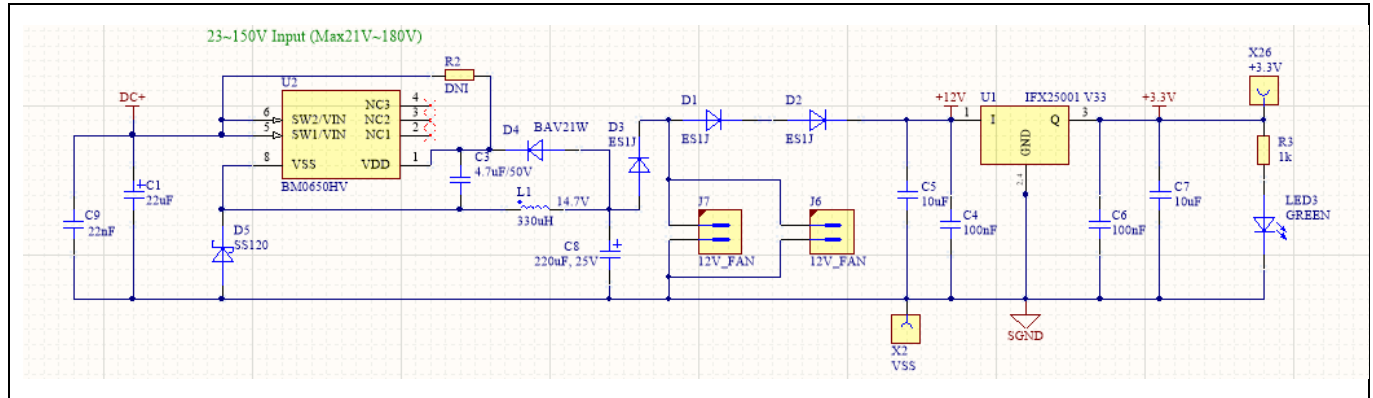 23~150V Input (Max21V~180V)
R2
DNI
U2
DC+
6
5
8
SW2/VIN
SW1/VIN
VSS
NC3
NC2
NC1
VDD
4
3
2
1
BM0650HV
C9
22nF
C1
22uF
D5
SS120
C3
4.7uF/50V
D4
BAV21W
L1
330uH
14.7V
D3
ES1J
C8
220uF, 25V
D1
ES1J
D2
ES1J
J7
12V_FAN
J6
12V_FAN
C5
10uF
C4
100nF
X2
VSS
+12V
U1
IFX25001 V33
1
I
Q
3
GND
2,4
SGND
C6
100nF
+3.3V
C7
10uF
X26
+3.3V
R3
1k
LED3
GREEN